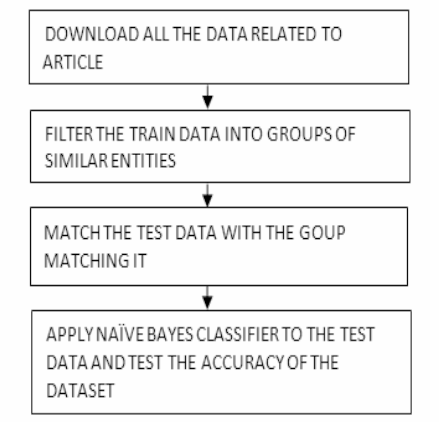 DOWNLOAD ALL THE DATA RELATED TO
ARTICLE
FILTER THE TRAIN DATA INTO GROUPS OF
SIMILAR ENTITIES
MATCH THE TEST DATA WITH THE GOUP
MATCHING IT
APPLY NAÏVE BAYES CLASSIFIER TO THE TEST
DATA AND TEST THE ACCURACY OF THE
DATASET